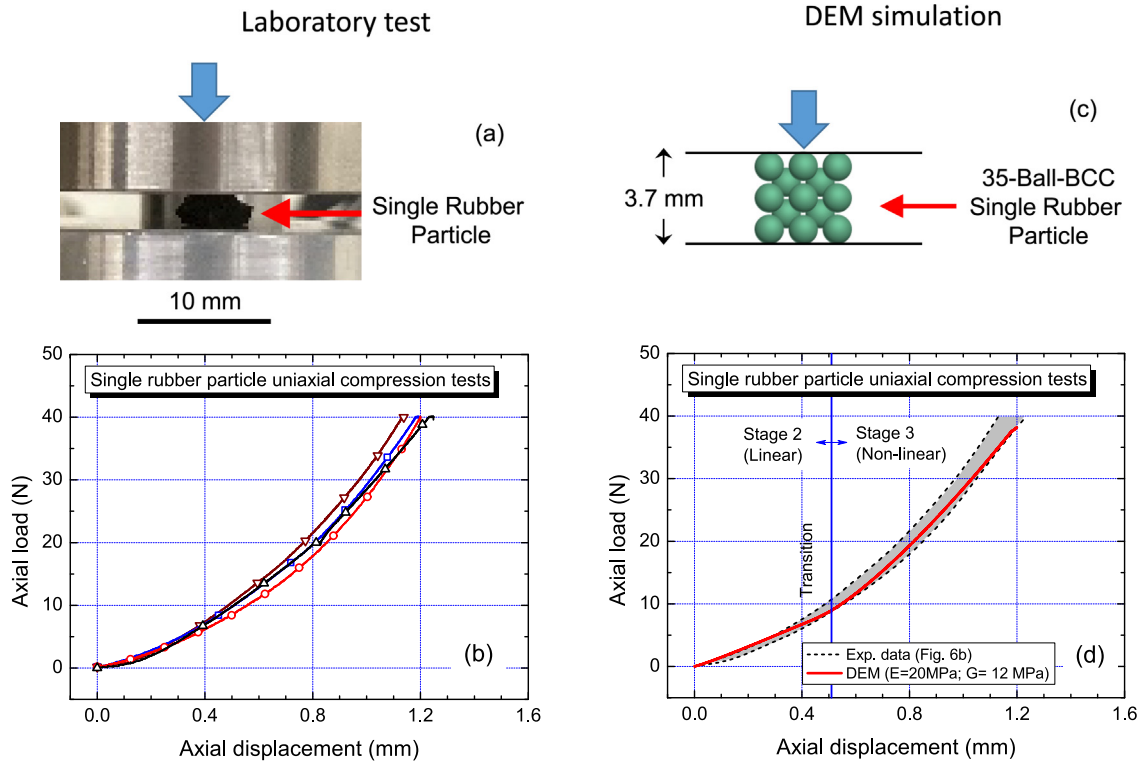 Laboratory test
DEM simulation
(a)
Single Rubber
Particle
10 mm
(c)
3.7 mm
35-Ball-BCC
Single Rubber
Particle
Single rubber particle uniaxial compression tests
50
40
30
20
10
0
Axial load (N)
0.0 0.4 0.8 1.2 1.6
Axial displacement (mm)
(b)
Single rubber particle uniaxial compression tests
50
40
30
20
10
0
Axial load (N)
Stage 2
(Linear)
Stage 3
(Non-linear)
Transition
Exp. data (Fig. 6b)
DEM (E=20MPa; G= 12 MPa)
(d)
0.0 0.4 0.8 1.2 1.6
Axial displacement (mm)